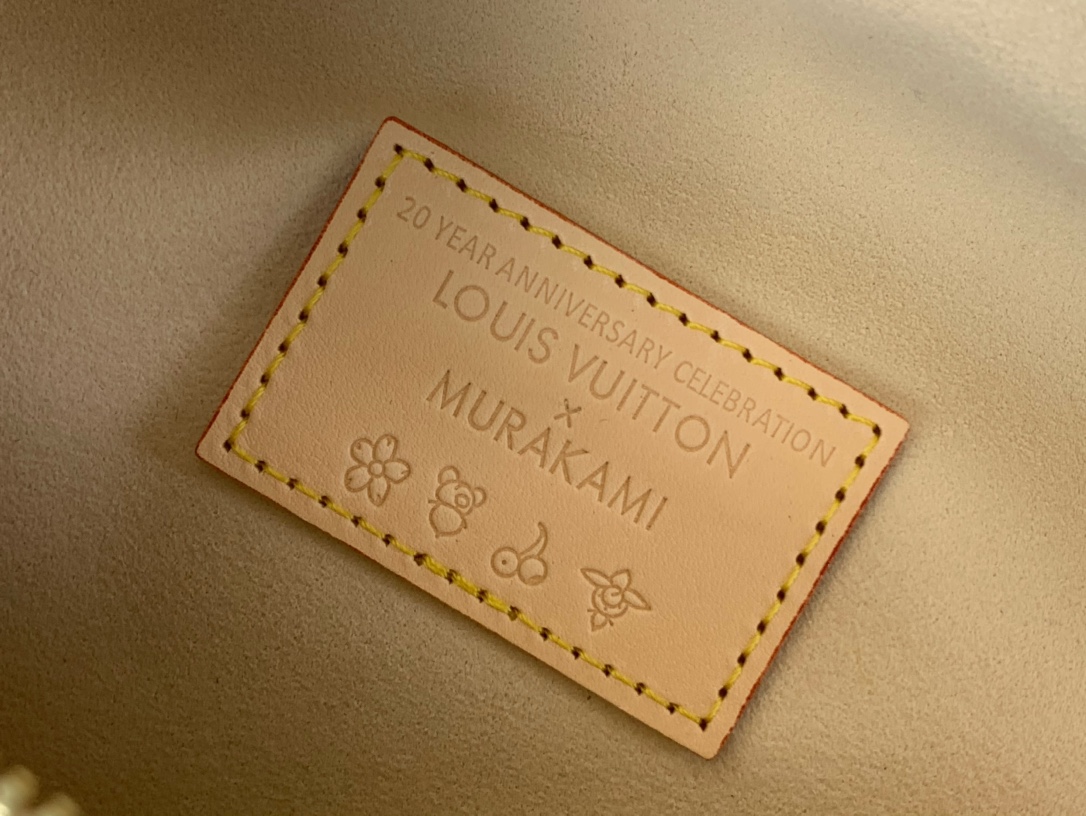 20 YEAR ANNIVERSARY CELEBRATION
LOUIS VUITTON
×
MURAKAMI